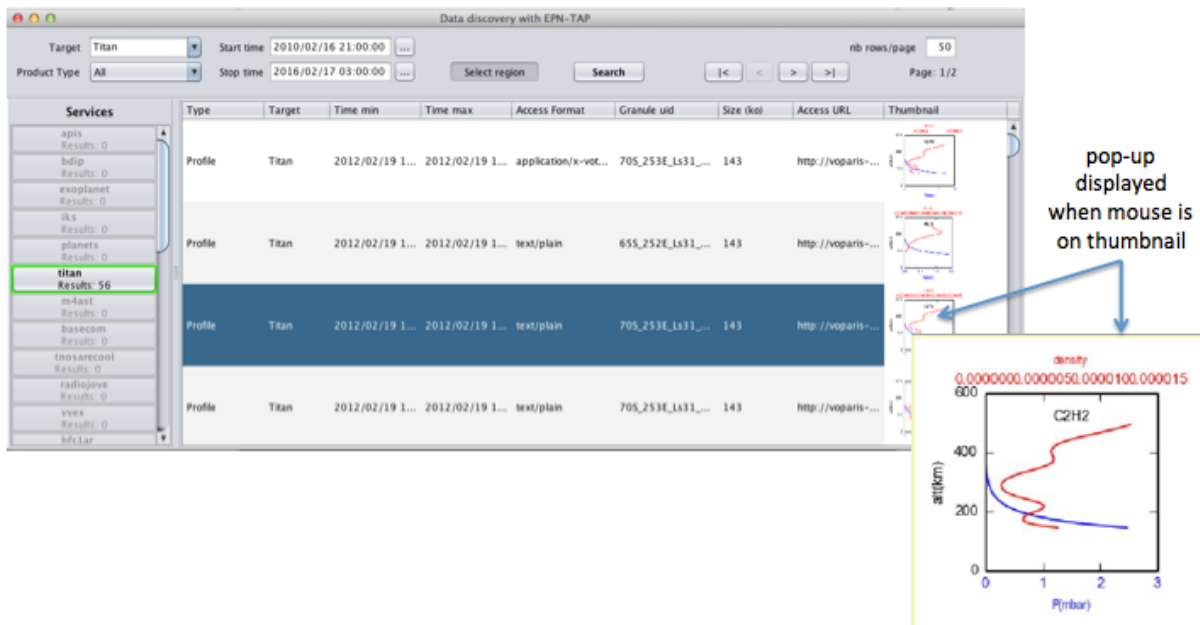 Data discovery with EPN-TAP
Target Titan Start time 2010/02/16 21:00:00 ... nb rows/page 50
Product Type All Stop time 2016/02/17 03:00:00 ... Select region Search |< < > >| Page: 1/2
Services
apis
Results: 0
bdip
Results: 0
exoplanet
Results: 0
iks
Results: 0
planets
Results: 0
titan
Results: 56
m4ast
Results: 0
basecom
Results: 0
tnosarecool
Results: 0
radiojove
Results: 0
vvex
Results: 0
hfc1ar
Type Target Time min Time max Access Format Granule uid Size (ko) Access URL Thumbnail
Profile Titan 2012/02/19 1... 2012/02/19 1... application/x-vot... 70S_253E_Ls31_... 143 http://voparis-...
Profile Titan 2012/02/19 1... 2012/02/19 1... text/plain 65S_252E_Ls31_... 143 http://voparis-...
Profile Titan 2012/02/19 1... 2012/02/19 1... text/plain 70S_253E_Ls31_... 143 http://voparis-...
Profile Titan 2012/02/19 1... 2012/02/19 1... text/plain 70S_253E_Ls31_... 143 http://voparis-...
pop-up
displayed
when mouse is
on thumbnail
density
0.0000000.0000050.0000100.000015
600
C2H2
400
alt(km)
200
0
0 1 2 3
P(mbar)